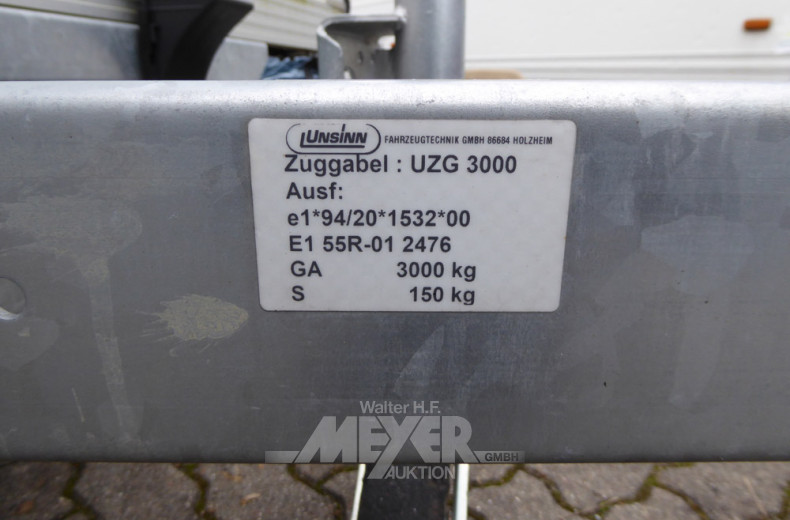 UNSINN FAHRZEUGTECHNIK GMBH 86684 HOLZHEIM
Zuggabel : UZG 3000
Ausf:
e1*94/20*1532*00
E1 55R-01 2476
GA 3000 kg
S 150 kg
Walter H.F.
MEYER GMBH
AUKTION